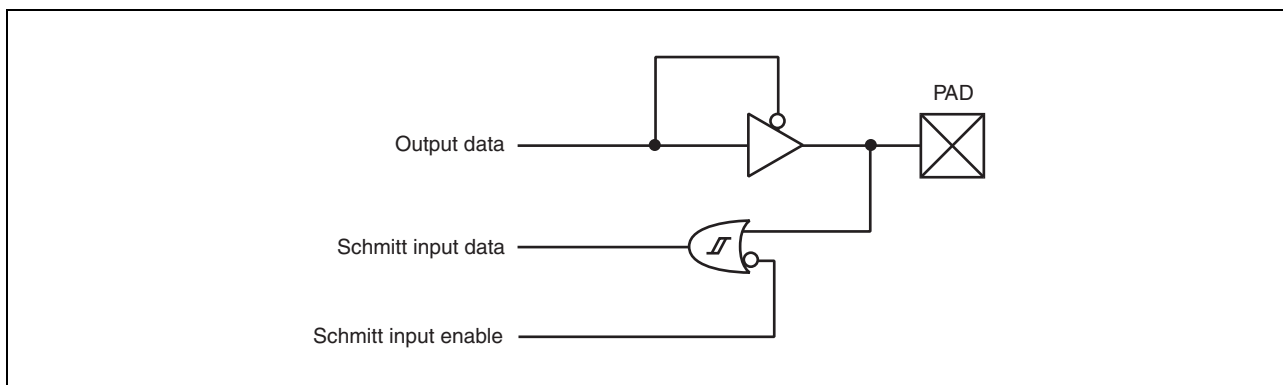 PAD
Output data
Schmitt input data
Schmitt input enable